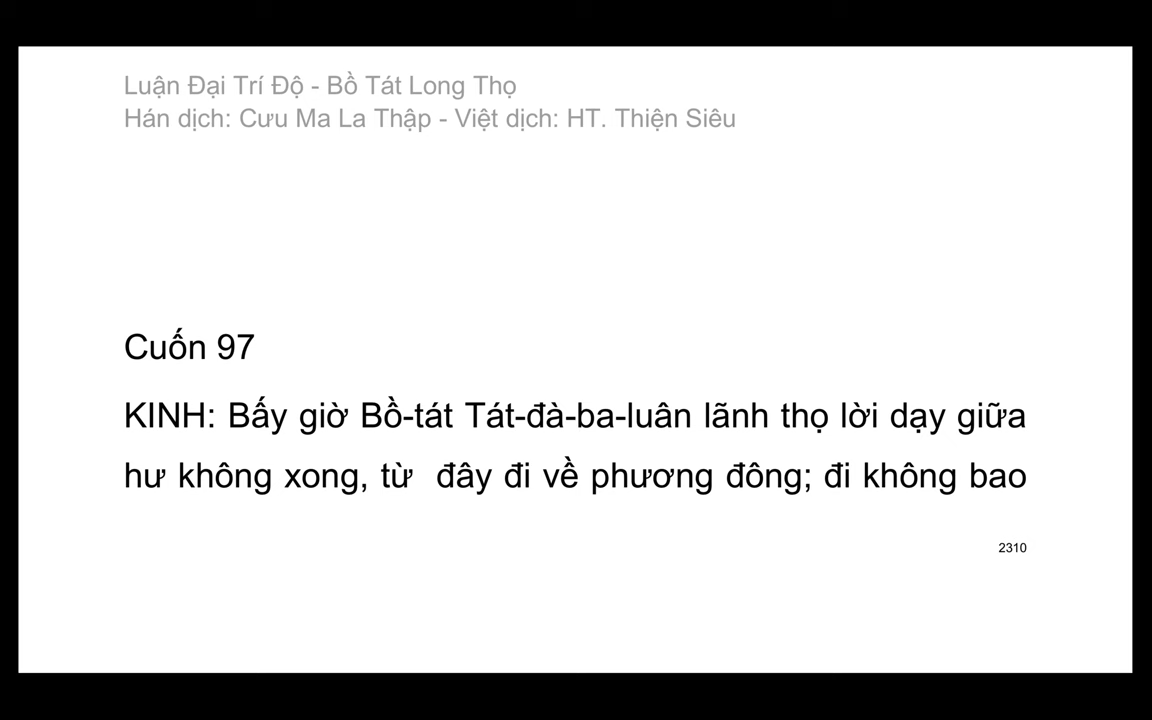 Luận Đại Trí Độ - Bồ Tát Long Thọ
Hán dịch: Cưu Ma La Thập - Việt dịch: HT. Thiện Siêu
Cuốn 97
KINH: Bấy giờ Bồ-tát Tát-đà-ba-luân lãnh thọ lời dạy giữa
hư không xong, từ  đây đi về phương đông; đi không bao
2310